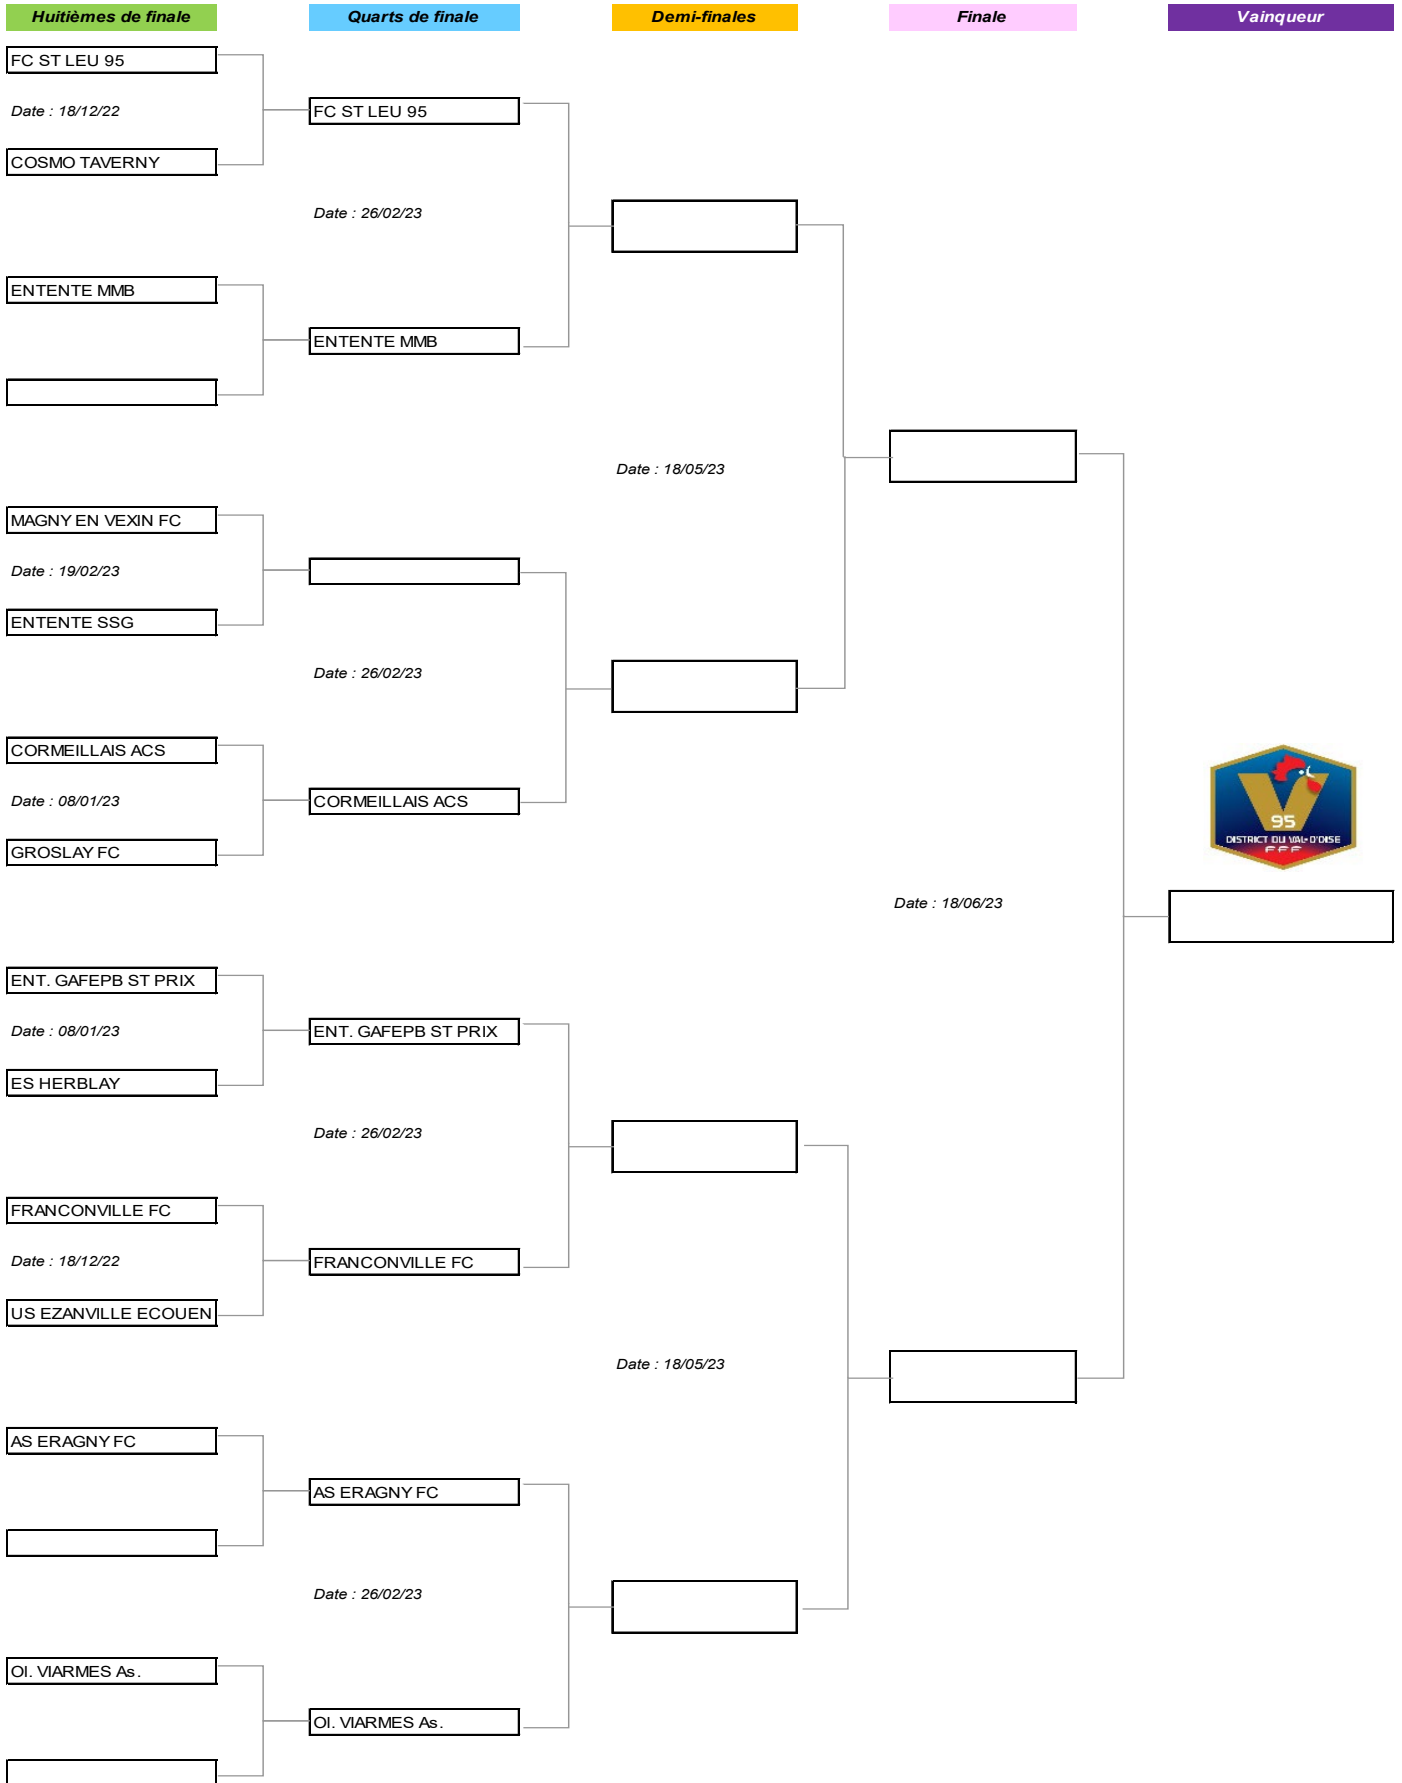 Huitièmes de finale
Quarts de finale
Demi-finales
Finale
Vainqueur
FC ST LEU 95
Date : 18/12/22
FC ST LEU 95
COSMO TAVERNY
Date : 26/02/23
ENTENTE MMB
ENTENTE MMB
Date : 18/05/23
MAGNY EN VEXIN FC
Date : 19/02/23
ENTENTE SSG
Date : 26/02/23
CORMEILLAIS ACS
Date : 08/01/23
CORMEILLAIS ACS
GROSLAY FC
95
DISTRICT DU VAL-D'OISE
FFF
Date : 18/06/23
ENT. GAFEPB ST PRIX
Date : 08/01/23
ENT. GAFEPB ST PRIX
ES HERBLAY
Date : 26/02/23
FRANCONVILLE FC
Date : 18/12/22
FRANCONVILLE FC
US EZANVILLE ECOUEN
Date : 18/05/23
AS ERAGNY FC
AS ERAGNY FC
Date : 26/02/23
Ol. VIARMES As.
Ol. VIARMES As.